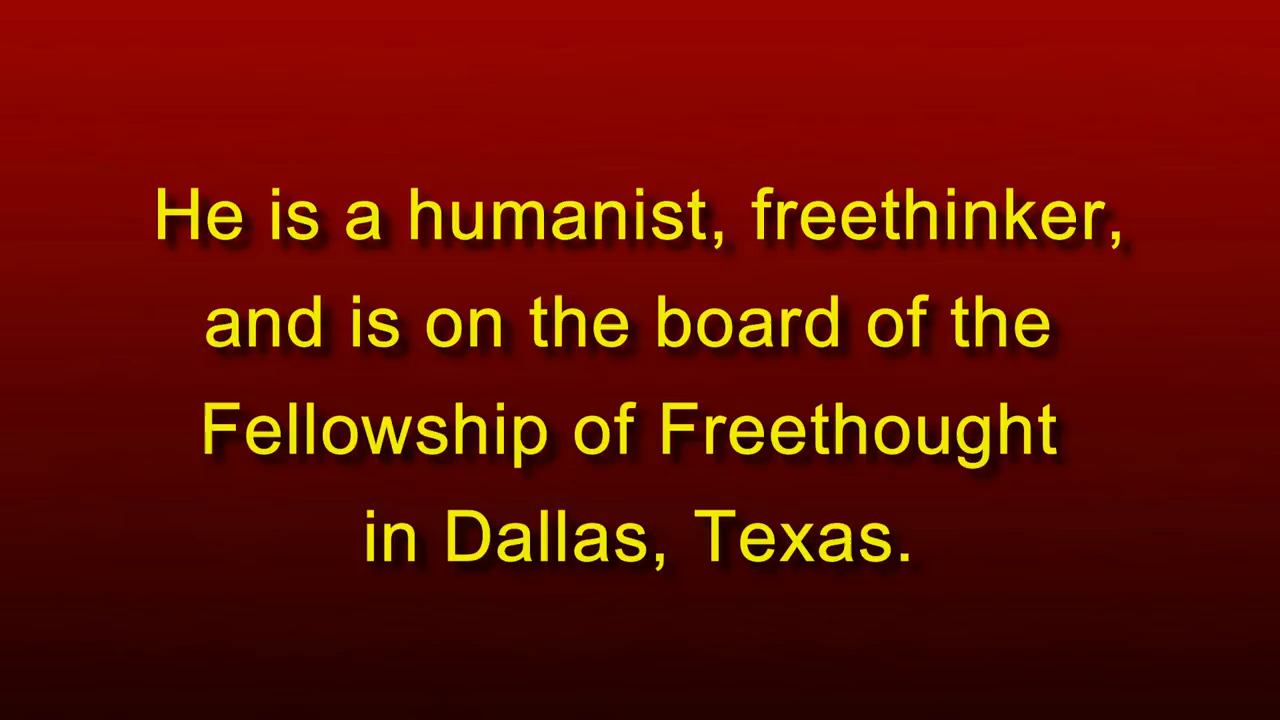 He is a humanist, freethinker,
and is on the board of the
Fellowship of Freethought
in Dallas, Texas.